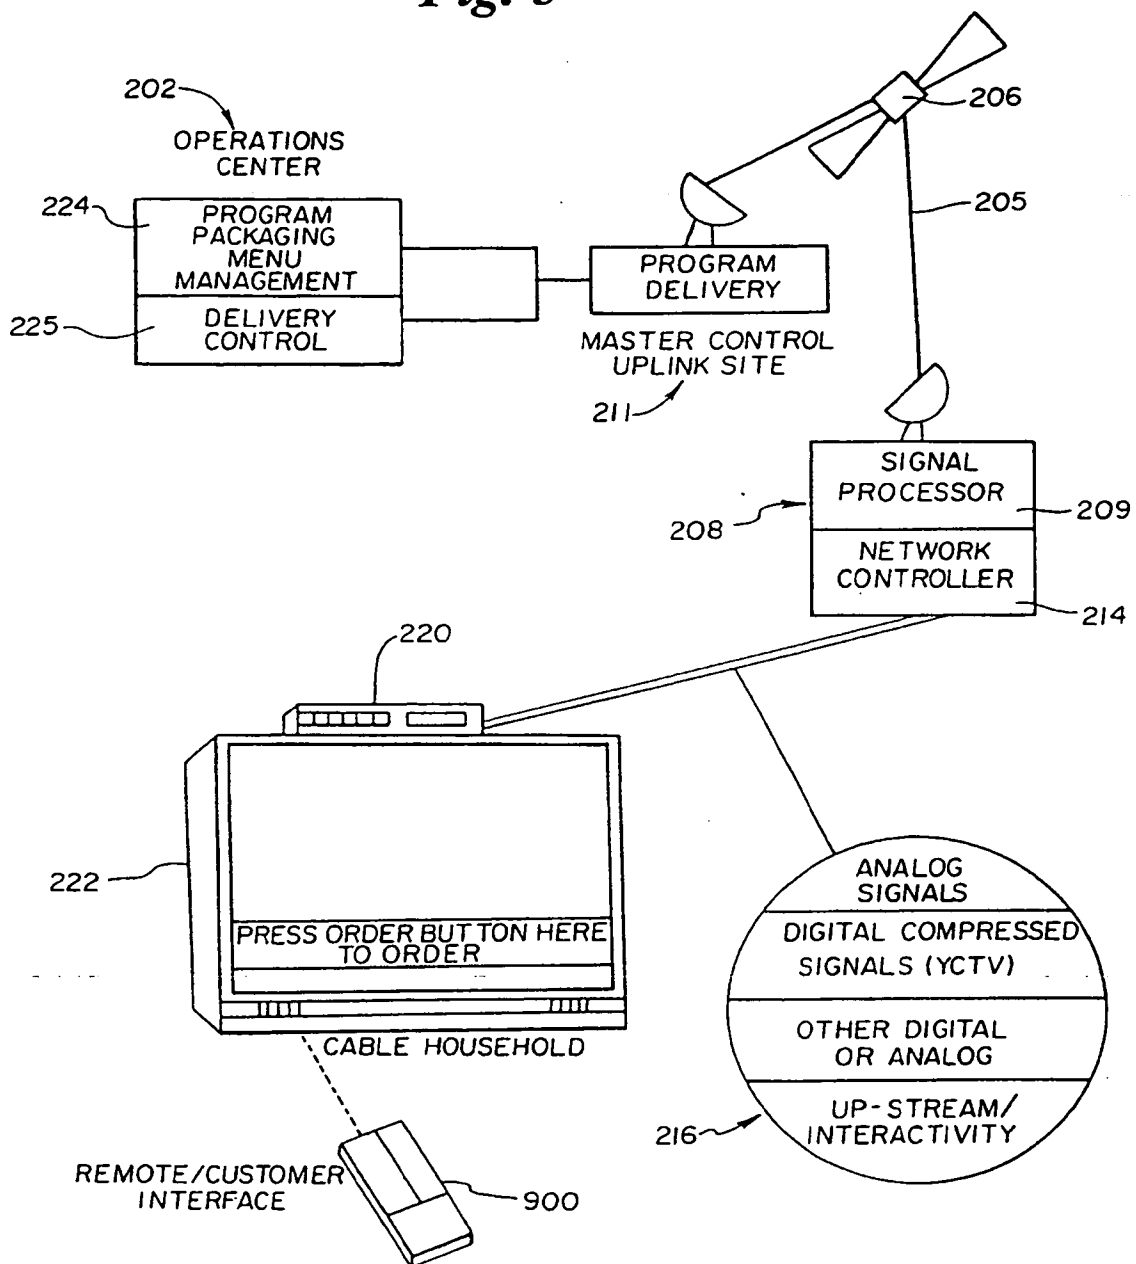 202
OPERATIONS
CENTER
206
224
PROGRAM
PACKAGING
MENU
MANAGEMENT
205
PROGRAM
DELIVERY
225
DELIVERY
CONTROL
MASTER CONTROL
UPLINK SITE
211
SIGNAL
PROCESSOR
209
208
NETWORK
CONTROLLER
214
220
222
PRESS ORDER BUTTON HERE
TO ORDER
CABLE HOUSEHOLD
ANALOG
SIGNALS
DIGITAL COMPRESSED
SIGNALS (YCTV)
OTHER DIGITAL
OR ANALOG
UP-STREAM/
INTERACTIVITY
216
REMOTE/CUSTOMER
INTERFACE
900